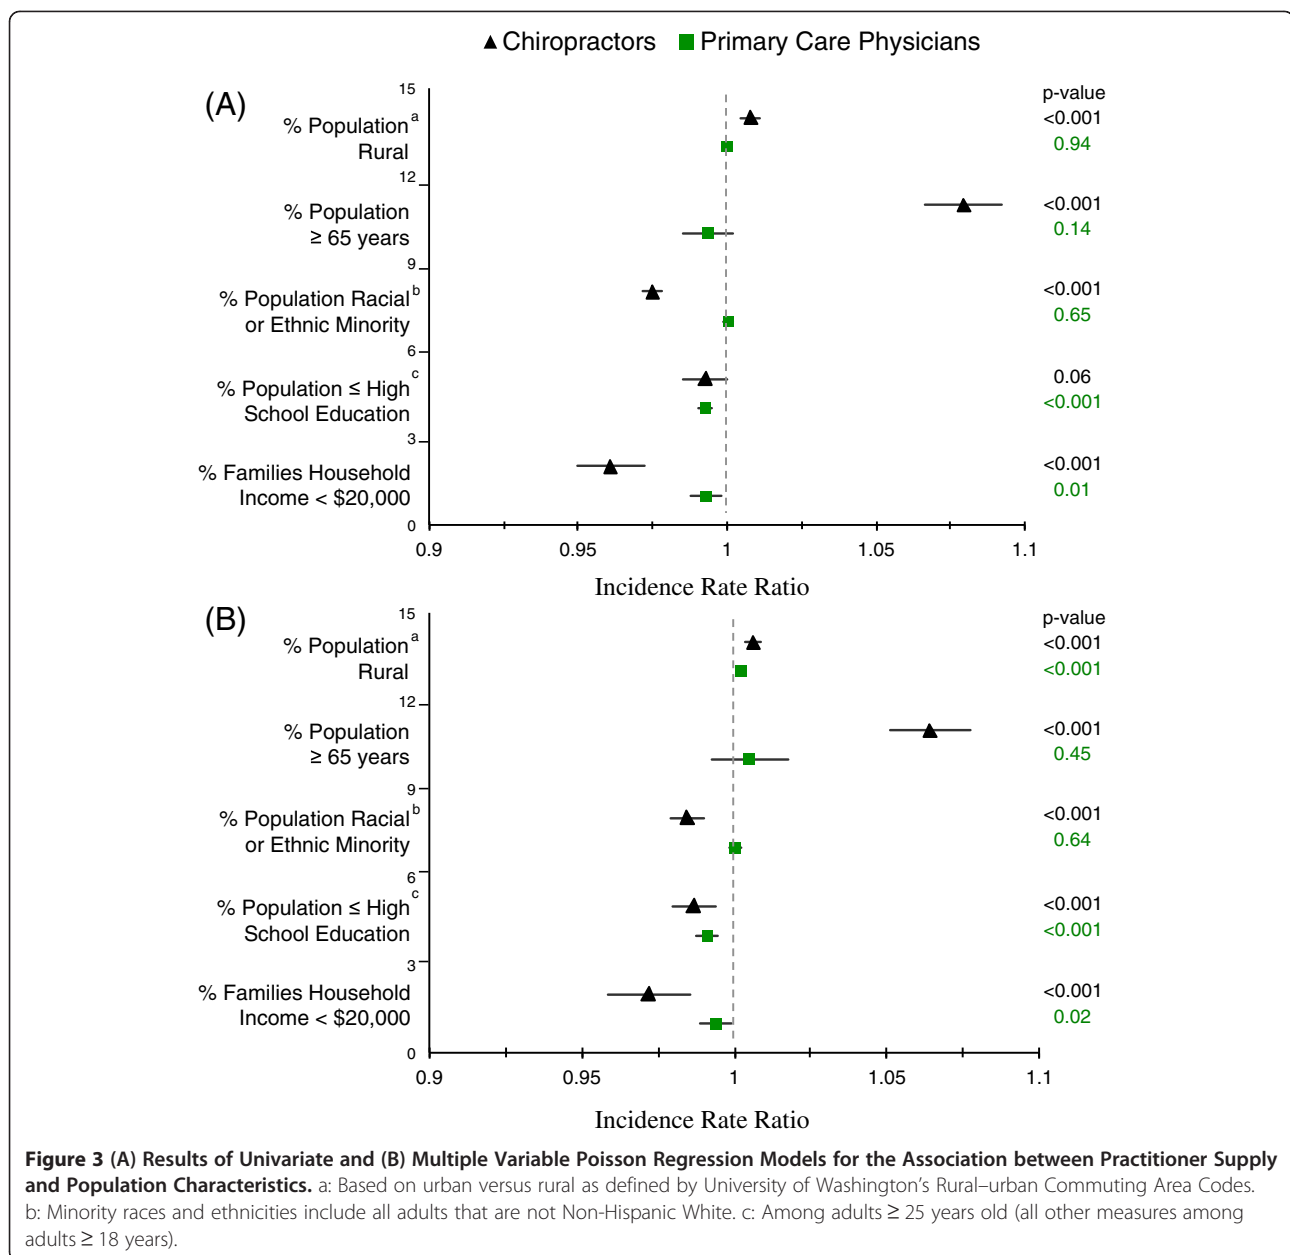 Chiropractors Primary Care Physicians
(A)
15
p-value
% Population a
Rural
<0.001
0.94
12
% Population
≥ 65 years
<0.001
0.14
9
% Population Racial b
or Ethnic Minority
<0.001
0.65
6
% Population ≤ High c
School Education
0.06
<0.001
3
% Families Household
Income < $20,000
<0.001
0.01
0
0.9 0.95 1 1.05 1.1
Incidence Rate Ratio
(B)
15
p-value
% Population a
Rural
<0.001
<0.001
12
% Population
≥ 65 years
<0.001
0.45
9
% Population Racial b
or Ethnic Minority
<0.001
0.64
6
% Population ≤ High c
School Education
<0.001
<0.001
3
% Families Household
Income < $20,000
<0.001
0.02
0
0.9 0.95 1 1.05 1.1
Incidence Rate Ratio
Figure 3 (A) Results of Univariate and (B) Multiple Variable Poisson Regression Models for the Association between Practitioner Supply
and Population Characteristics. a: Based on urban versus rural as defined by University of Washington's Rural–urban Commuting Area Codes.
b: Minority races and ethnicities include all adults that are not Non-Hispanic White. c: Among adults ≥ 25 years old (all other measures among
adults ≥ 18 years).